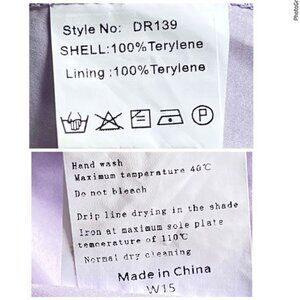 Style No: DR139
SHELL:100%Terylene
Lining :100%Terylene
P
Hand wash
Maximum temperature 40℃
Do not bleach
Drip line drying in the shade
Iron at maximum sole plate
temoerature of 110℃
Normal dry cleaning
Made in China
W15